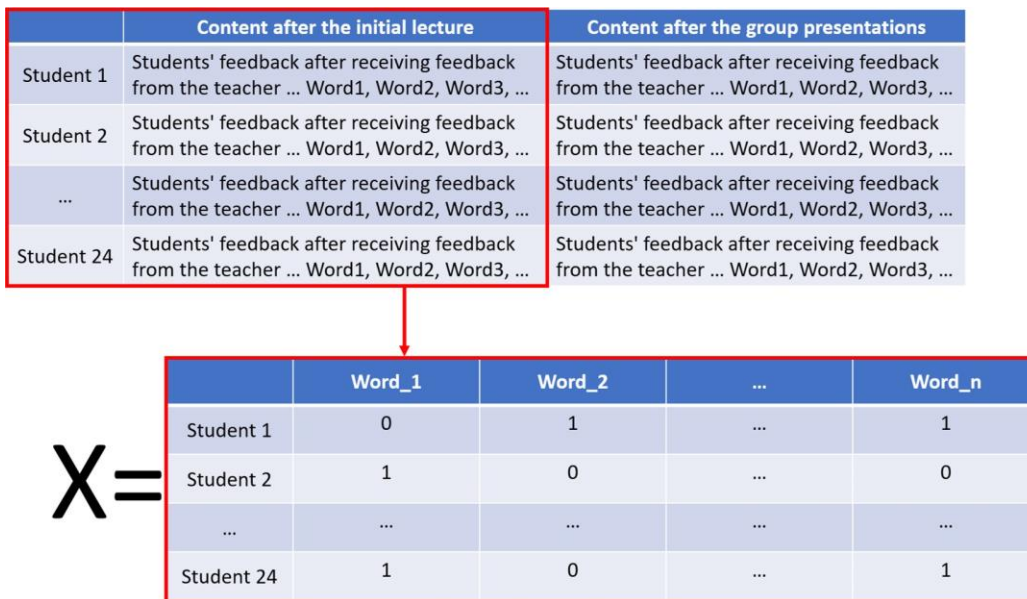 Content after the initial lecture Content after the group presentations
Student 1 Students' feedback after receiving feedback Students' feedback after receiving feedback
from the teacher ... Word1, Word2, Word3, ... from the teacher ... Word1, Word2, Word3, ...
Student 2 Students' feedback after receiving feedback Students' feedback after receiving feedback
from the teacher ... Word1, Word2, Word3, ... from the teacher ... Word1, Word2, Word3, ...
... Students' feedback after receiving feedback Students' feedback after receiving feedback
from the teacher ... Word1, Word2, Word3, ... from the teacher ... Word1, Word2, Word3, ...
Student 24 Students' feedback after receiving feedback Students' feedback after receiving feedback
from the teacher ... Word1, Word2, Word3, ... from the teacher ... Word1, Word2, Word3, ...
X=
Word_1 Word_2 ... Word_n
Student 1 0 1 ... 1
Student 2 1 0 ... 0
... ... ... ... ...
Student 24 1 0 ... 1